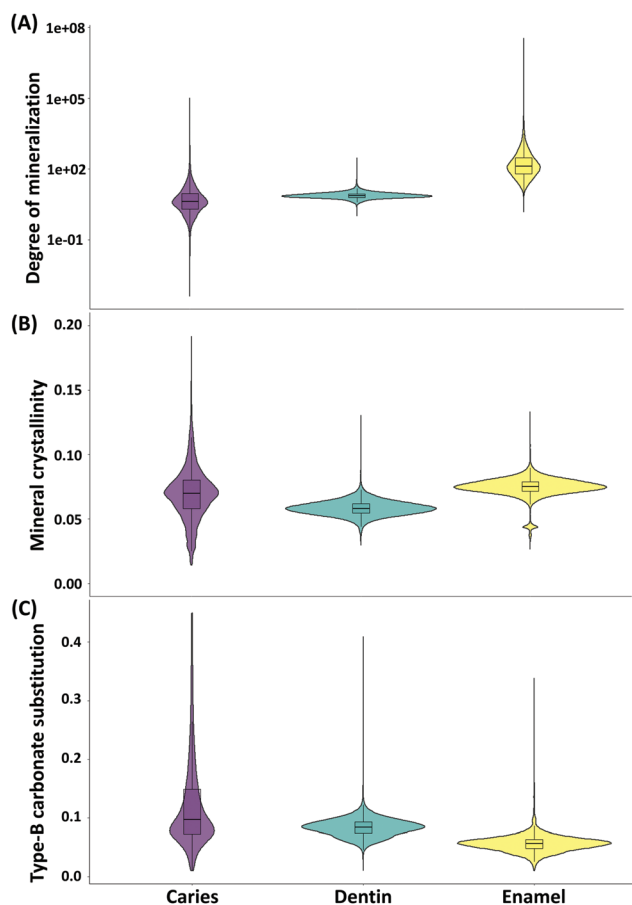 (A)
Degree of mineralization
1e+08
1e+05
1e+02
1e-01
(B)
Mineral crystallinity
0.20
0.15
0.10
0.05
0.00
(C)
Type-B carbonate substitution
0.4
0.3
0.2
0.1
0.0
Caries Dentin Enamel